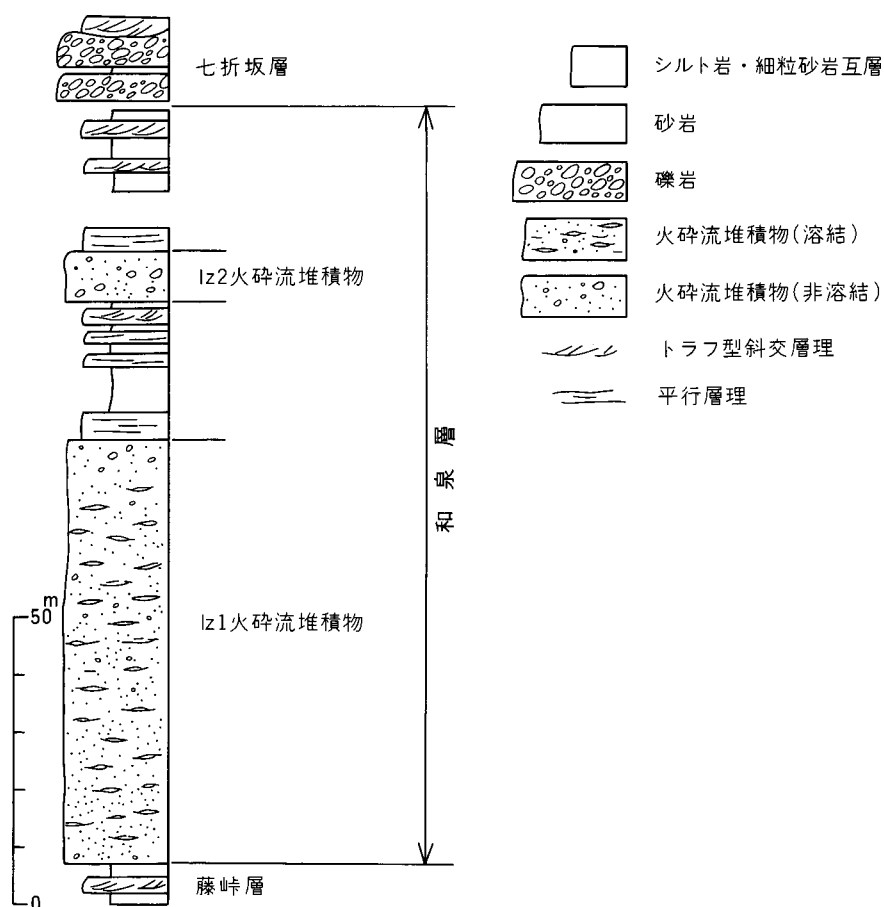 七折坂層
Iz2火砕流堆積物
和泉層
Iz1火砕流堆積物
藤峠層
50m
0
シルト岩・細粒砂岩互層
砂岩
礫岩
火砕流堆積物(溶結)
火砕流堆積物(非溶結)
トラフ型斜交層理
平行層理